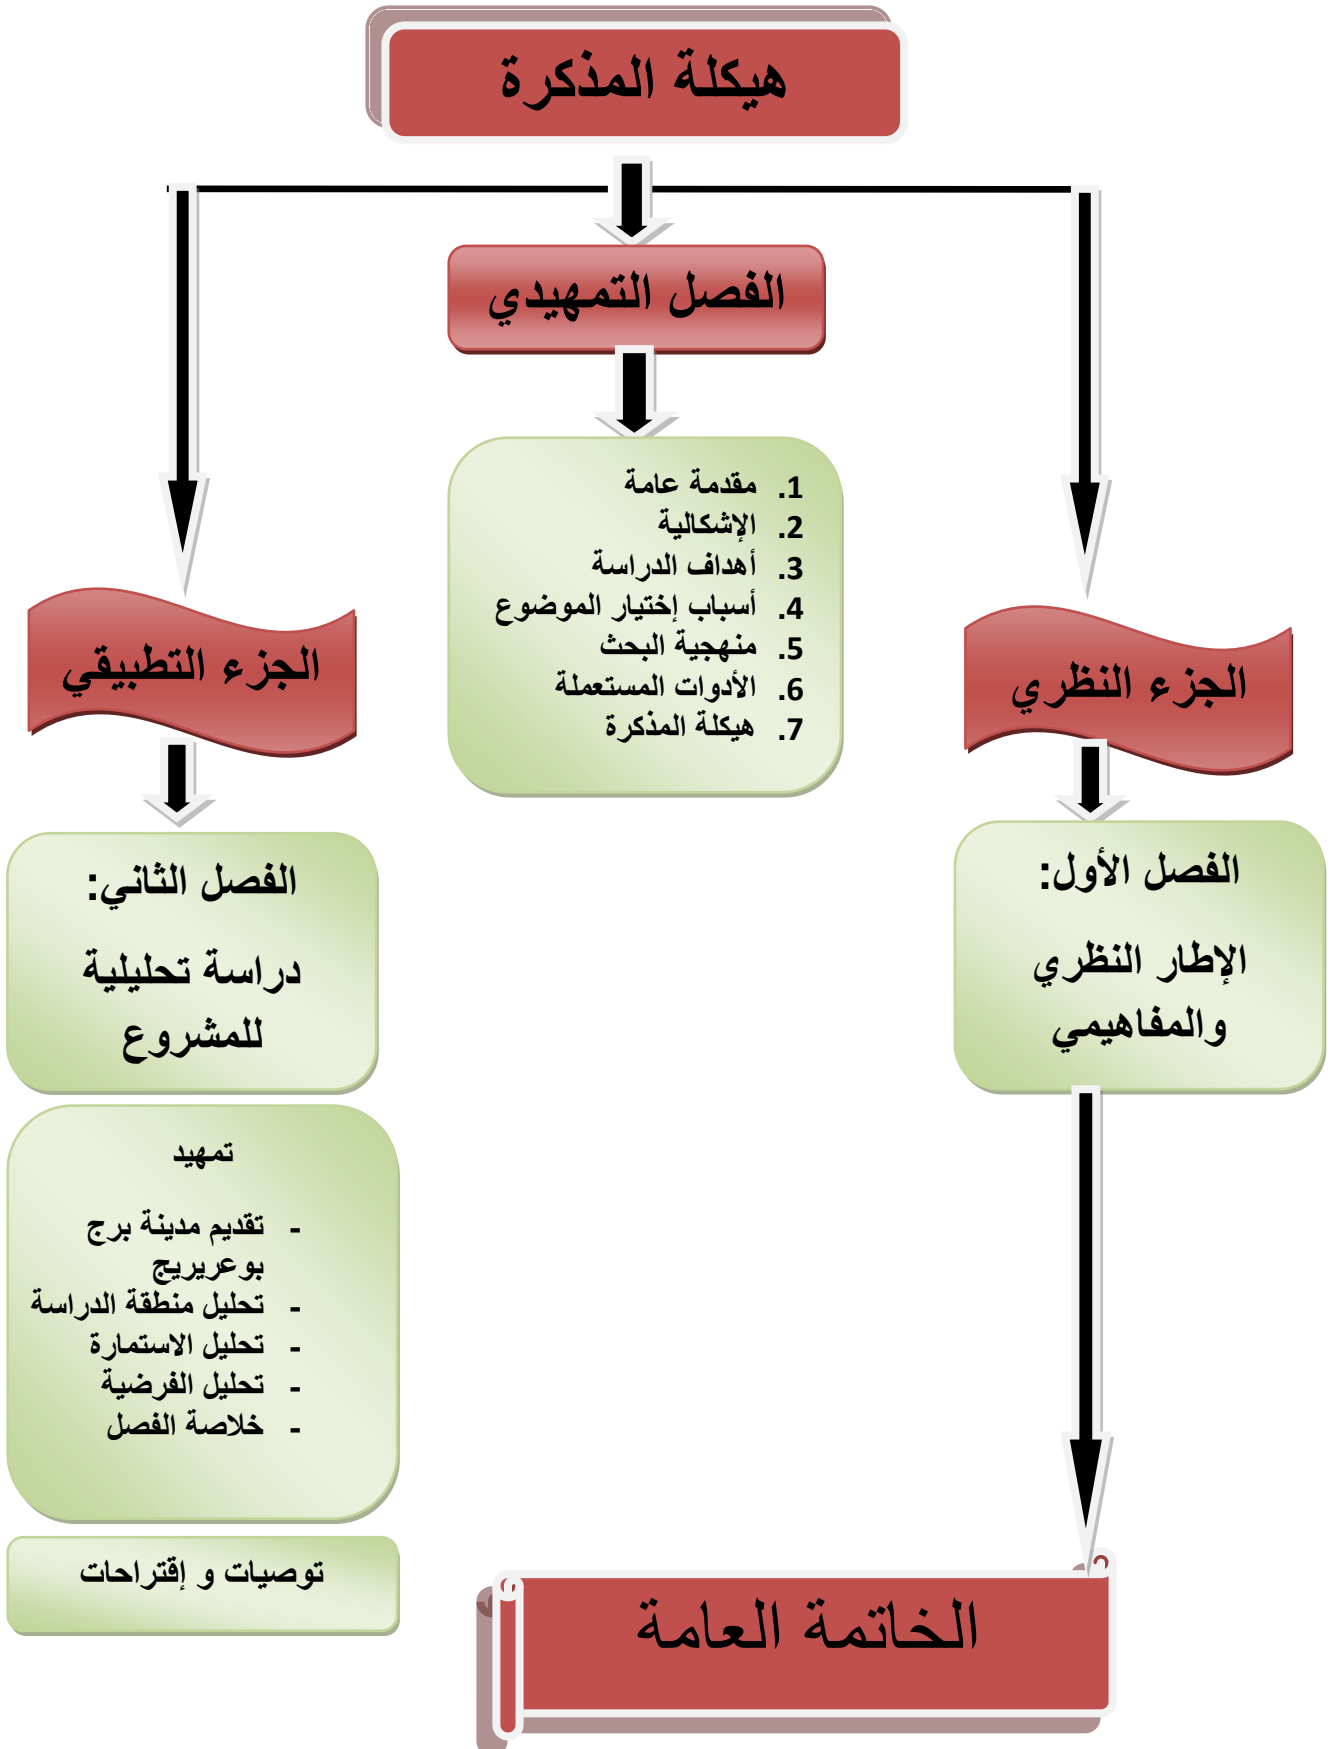 هيكلة المذكرة
الفصل التمهيدي
1. مقدمة عامة
2. الإشكالية
3. أهداف الدراسة
4. أسباب إختيار الموضوع
5. منهجية البحث
6. الأدوات المستعملة
7. هيكلة المذكرة
الجزء النظري
الفصل الأول:
الإطار النظري
والمفاهيمي
الجزء التطبيقي
الفصل الثاني:
دراسة تحليلية
للمشروع
تمهيد
- تقديم مدينة برج
بوعريريج
- تحليل منطقة الدراسة
- تحليل الاستمارة
- تحليل الفرضية
- خلاصة الفصل
توصيات و إقتراحات
الخاتمة العامة